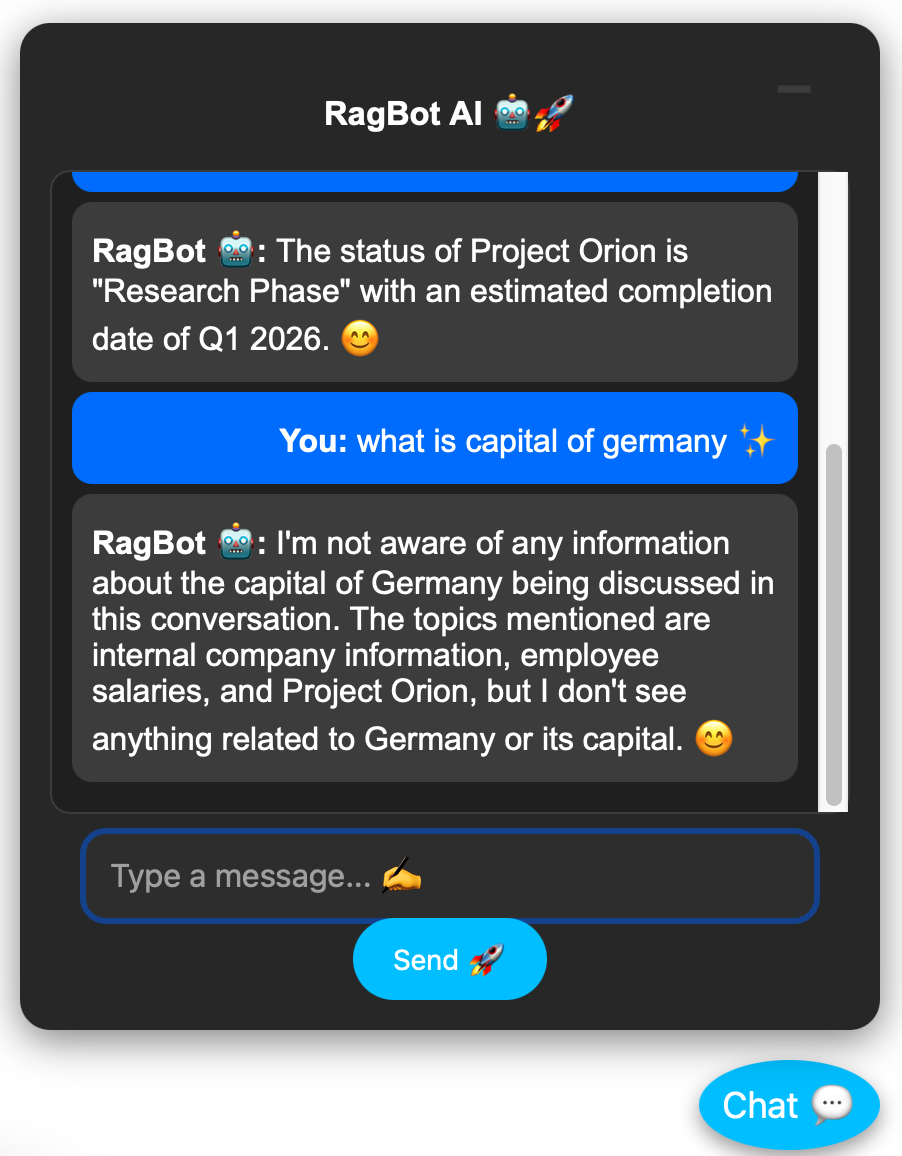 RagBot AI 🤖🚀
RagBot 🤖: The status of Project Orion is
"Research Phase" with an estimated completion
date of Q1 2026. 😊
You: what is capital of germany ✨
RagBot 🤖: I'm not aware of any information
about the capital of Germany being discussed in
this conversation. The topics mentioned are
internal company information, employee
salaries, and Project Orion, but I don't see
anything related to Germany or its capital. 😊
Type a message... ✍️
Send 🚀
Chat 💬